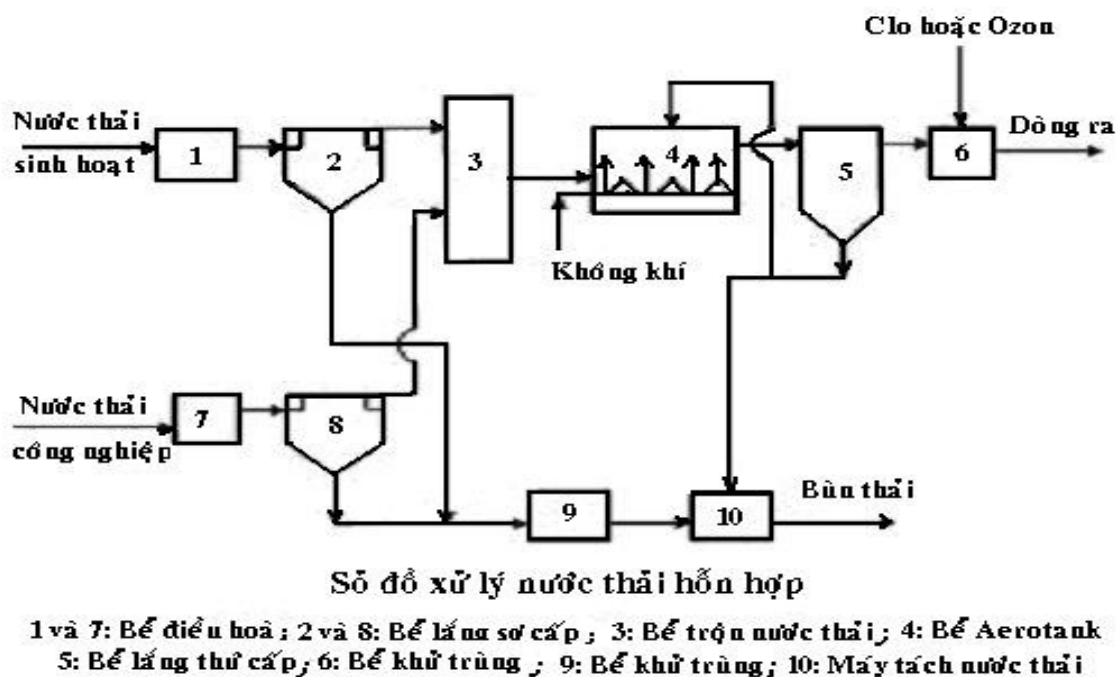 Clo hoặc Ozon
Nước thải
sinh hoạt
1
2
3
4
5
6
Dòng ra
Không khí
Nước thải
công nghiệp
7
8
9
10
Bùn thải
Sỏ đồ xử lý nước thải hỗn hợp
1 và 7: Bể điều hoà; 2 và 8: Bể lắng sơ cấp; 3: Bể trộn nước thải; 4: Bể Aerotank
5: Bể lắng thứ cấp; 6: Bể khử trùng; 9: Bể khử trùng; 10: Máy tách nước thải